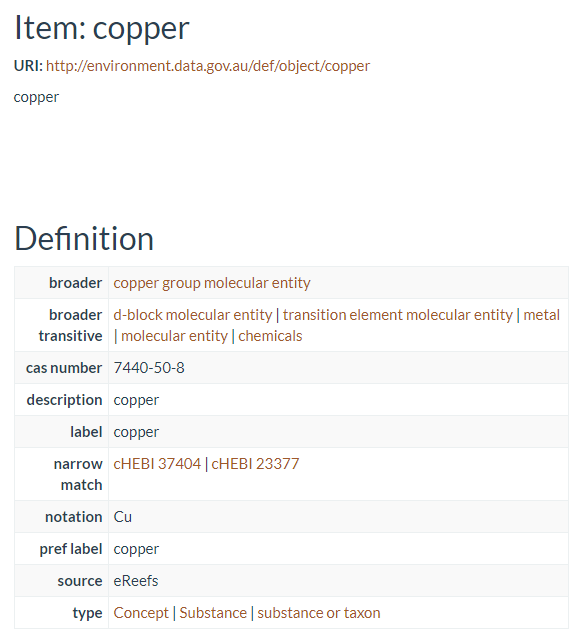 Item: copper
URI: http://environment.data.gov.au/def/object/copper
copper
Definition
broader copper group molecular entity
broader d-block molecular entity | transition element molecular entity | metal
transitive | molecular entity | chemicals
cas number 7440-50-8
description copper
label copper
narrow cHEBI 37404 | cHEBI 23377
match
notation Cu
pref label copper
source eReefs
type Concept | Substance | substance or taxon